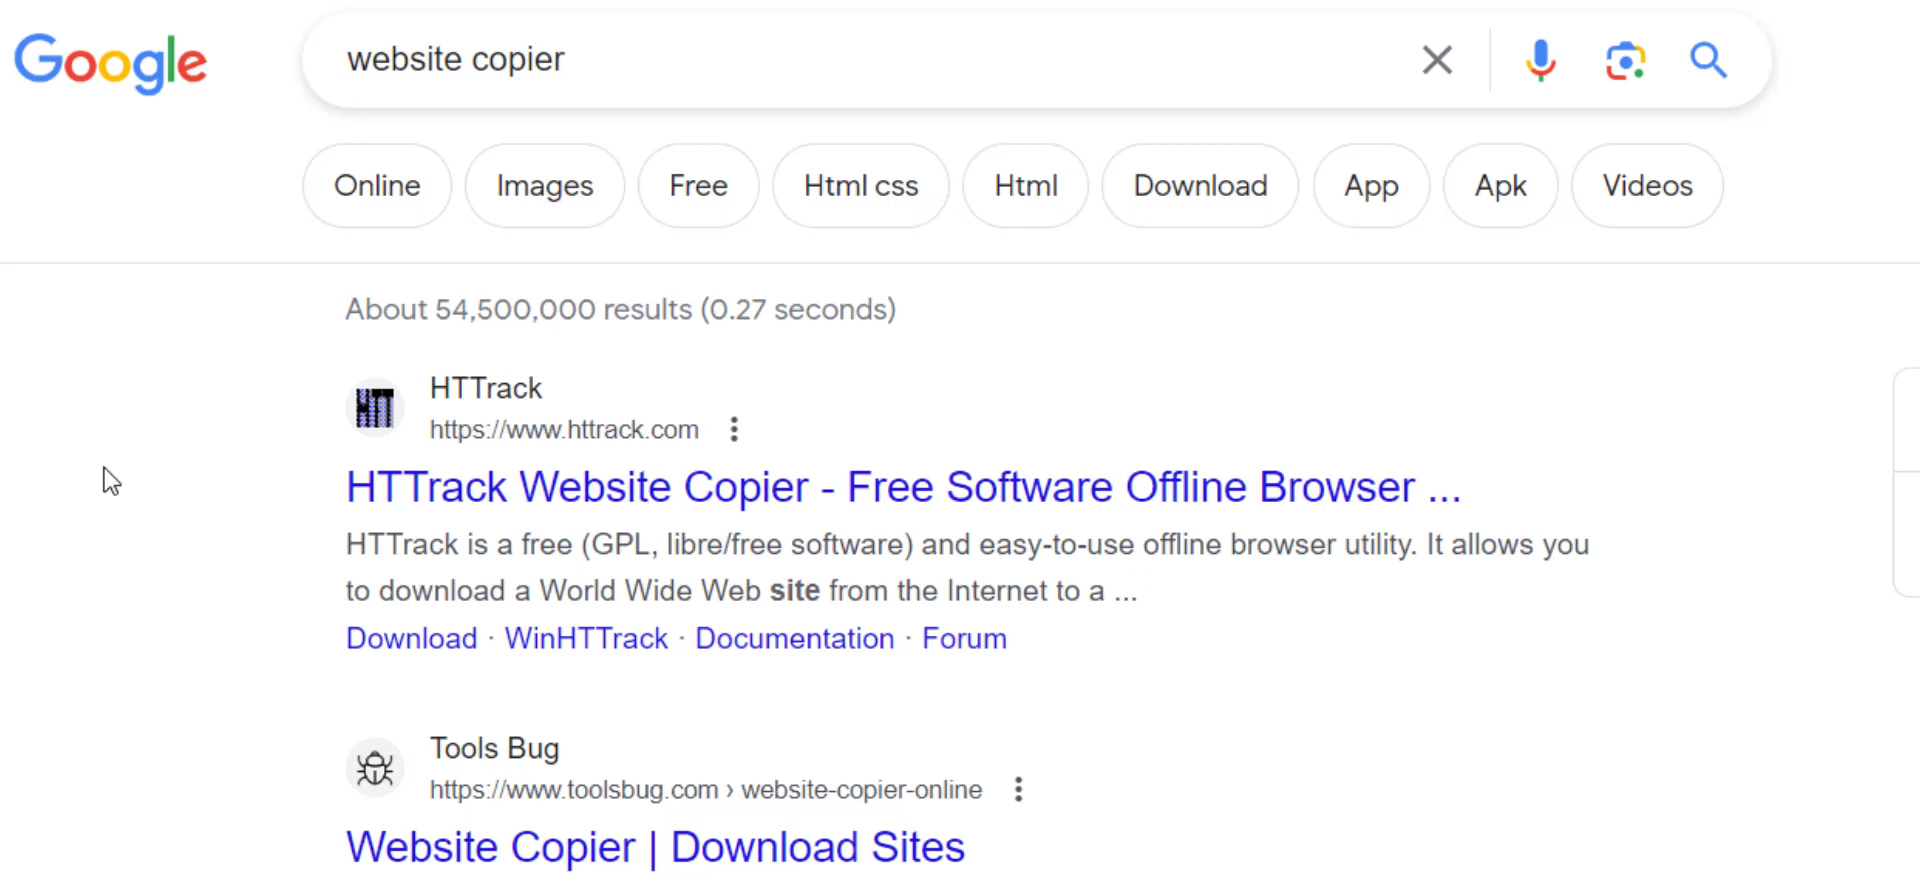 Google
website copier
Online Images Free Html css Html Download App Apk Videos
About 54,500,000 results (0.27 seconds)
HTTrack
https://www.httrack.com
HTTrack Website Copier - Free Software Offline Browser ...
HTTrack is a free (GPL, libre/free software) and easy-to-use offline browser utility. It allows you
to download a World Wide Web site from the Internet to a ...
Download · WinHTTrack · Documentation · Forum
Tools Bug
https://www.toolsbug.com › website-copier-online
Website Copier | Download Sites